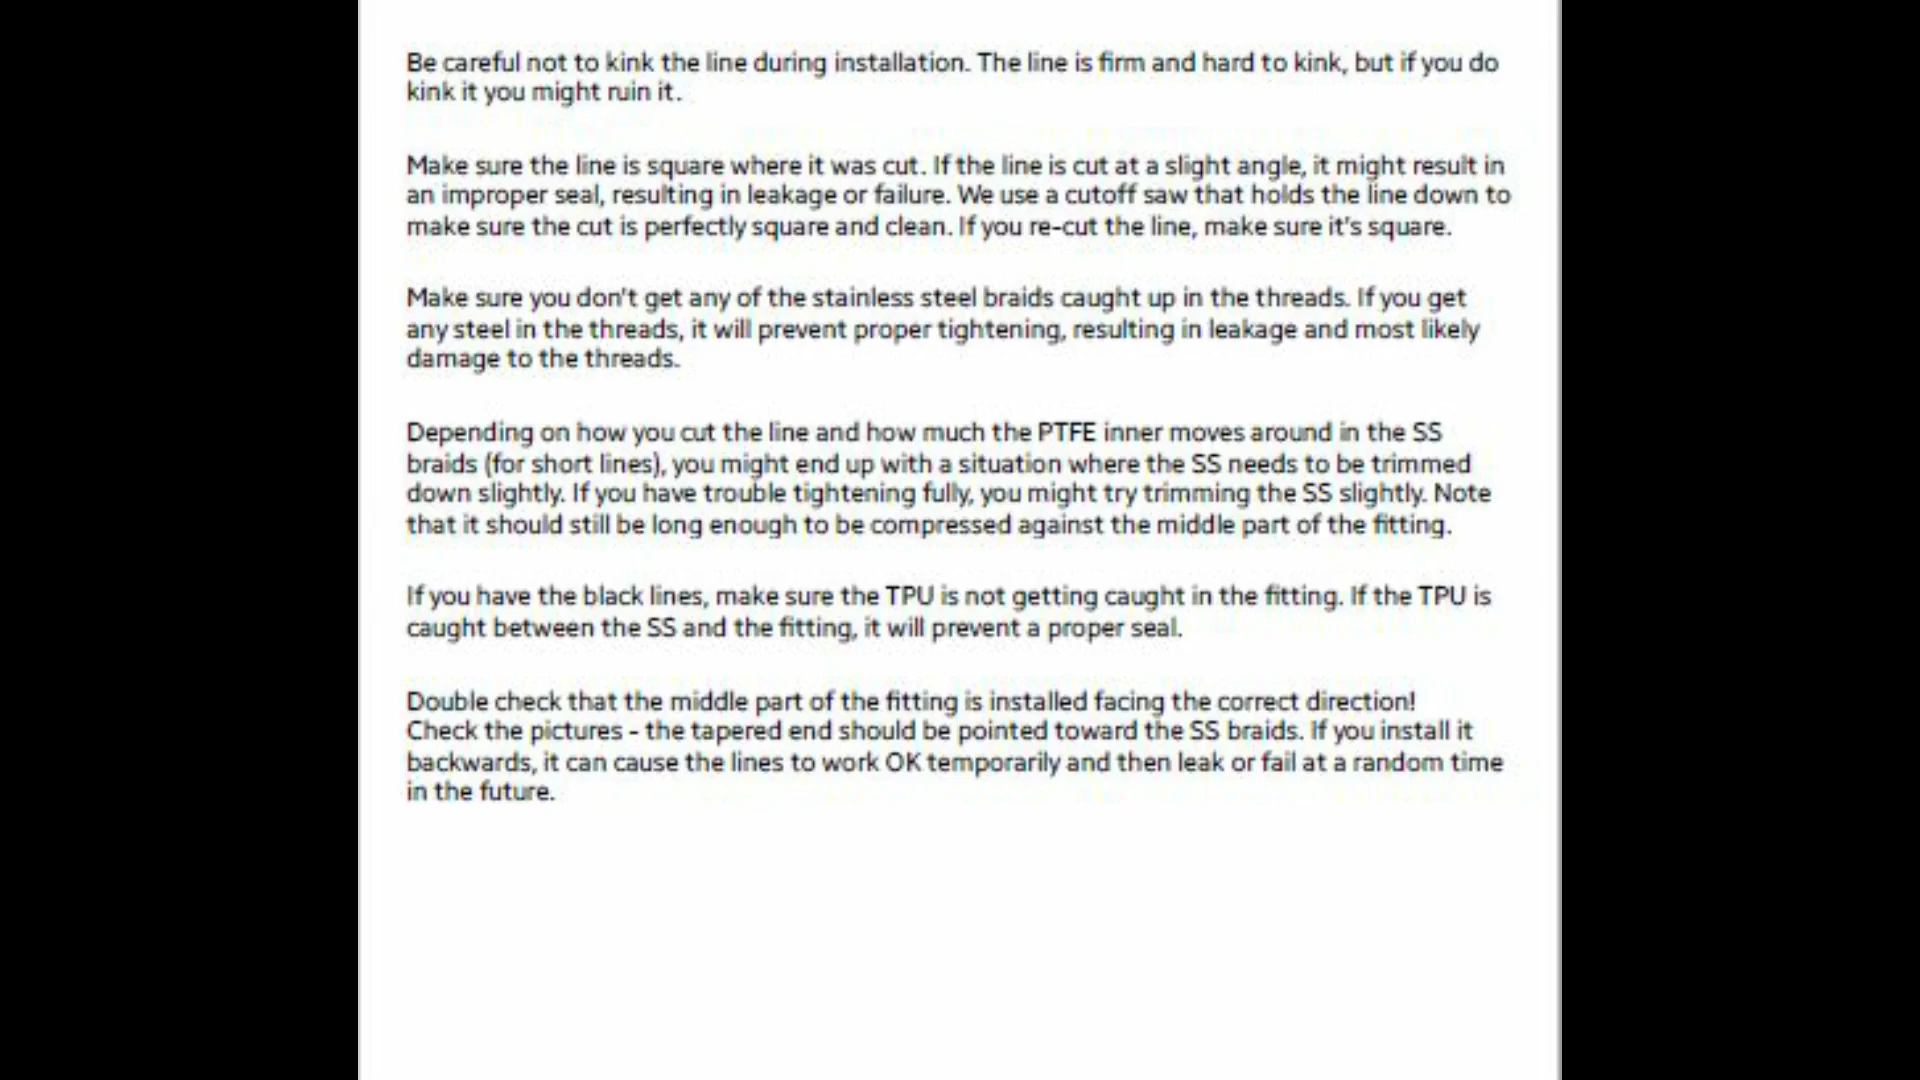 Be careful not to kink the line during installation. The line is firm and hard to kink, but if you do
kink it you might ruin it.
Make sure the line is square where it was cut. If the line is cut at a slight angle, it might result in
an improper seal, resulting in leakage or failure. We use a cutoff saw that holds the line down to
make sure the cut is perfectly square and clean. If you re-cut the line, make sure it's square.
Make sure you don't get any of the stainless steel braids caught up in the threads. If you get
any steel in the threads, it will prevent proper tightening, resulting in leakage and most likely
damage to the threads.
Depending on how you cut the line and how much the PTFE inner moves around in the SS
braids (for short lines), you might end up with a situation where the SS needs to be trimmed
down slightly. If you have trouble tightening fully, you might try trimming the SS slightly. Note
that it should still be long enough to be compressed against the middle part of the fitting.
If you have the black lines, make sure the TPU is not getting caught in the fitting. If the TPU is
caught between the SS and the fitting, it will prevent a proper seal.
Double check that the middle part of the fitting is installed facing the correct direction!
Check the pictures - the tapered end should be pointed toward the SS braids. If you install it
backwards, it can cause the lines to work OK temporarily and then leak or fail at a random time
in the future.